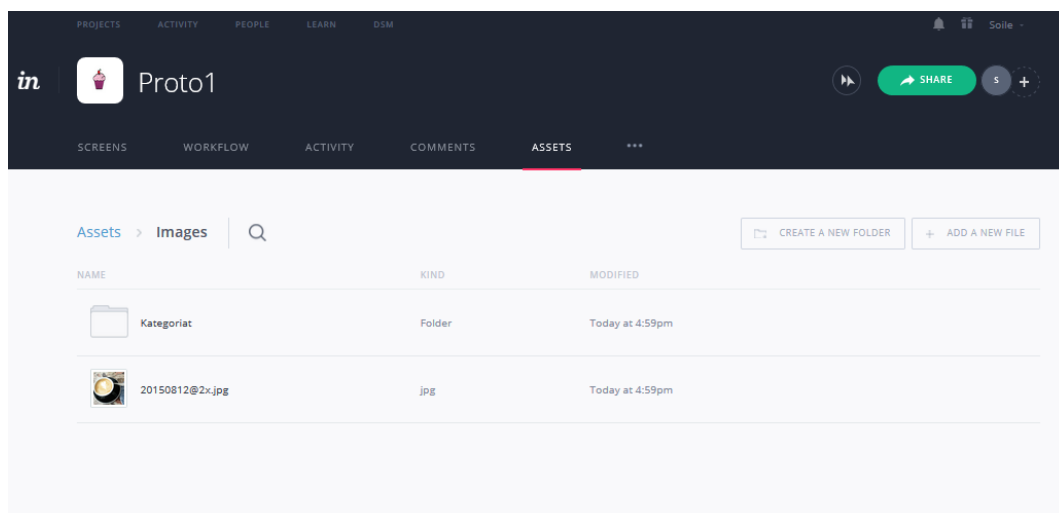 PROJECTS ACTIVITY PEOPLE LEARN DSM Soile
in Proto1 SHARE S +
SCREENS WORKFLOW ACTIVITY COMMENTS ASSETS •••
Assets > Images CREATE A NEW FOLDER + ADD A NEW FILE
NAME KIND MODIFIED
Kategoriat Folder Today at 4:59pm
20150812@2x.jpg jpg Today at 4:59pm